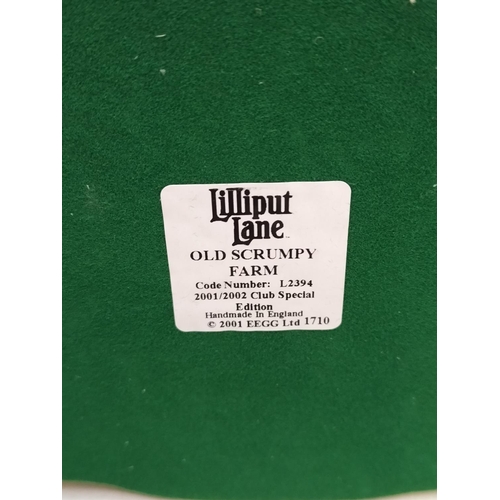 Lilliput
Lane
OLD SCRUMPY
FARM
Code Number: L2394
2001/2002 Club Special
Edition
Handmade In England
© 2001 EEGG Ltd 1710